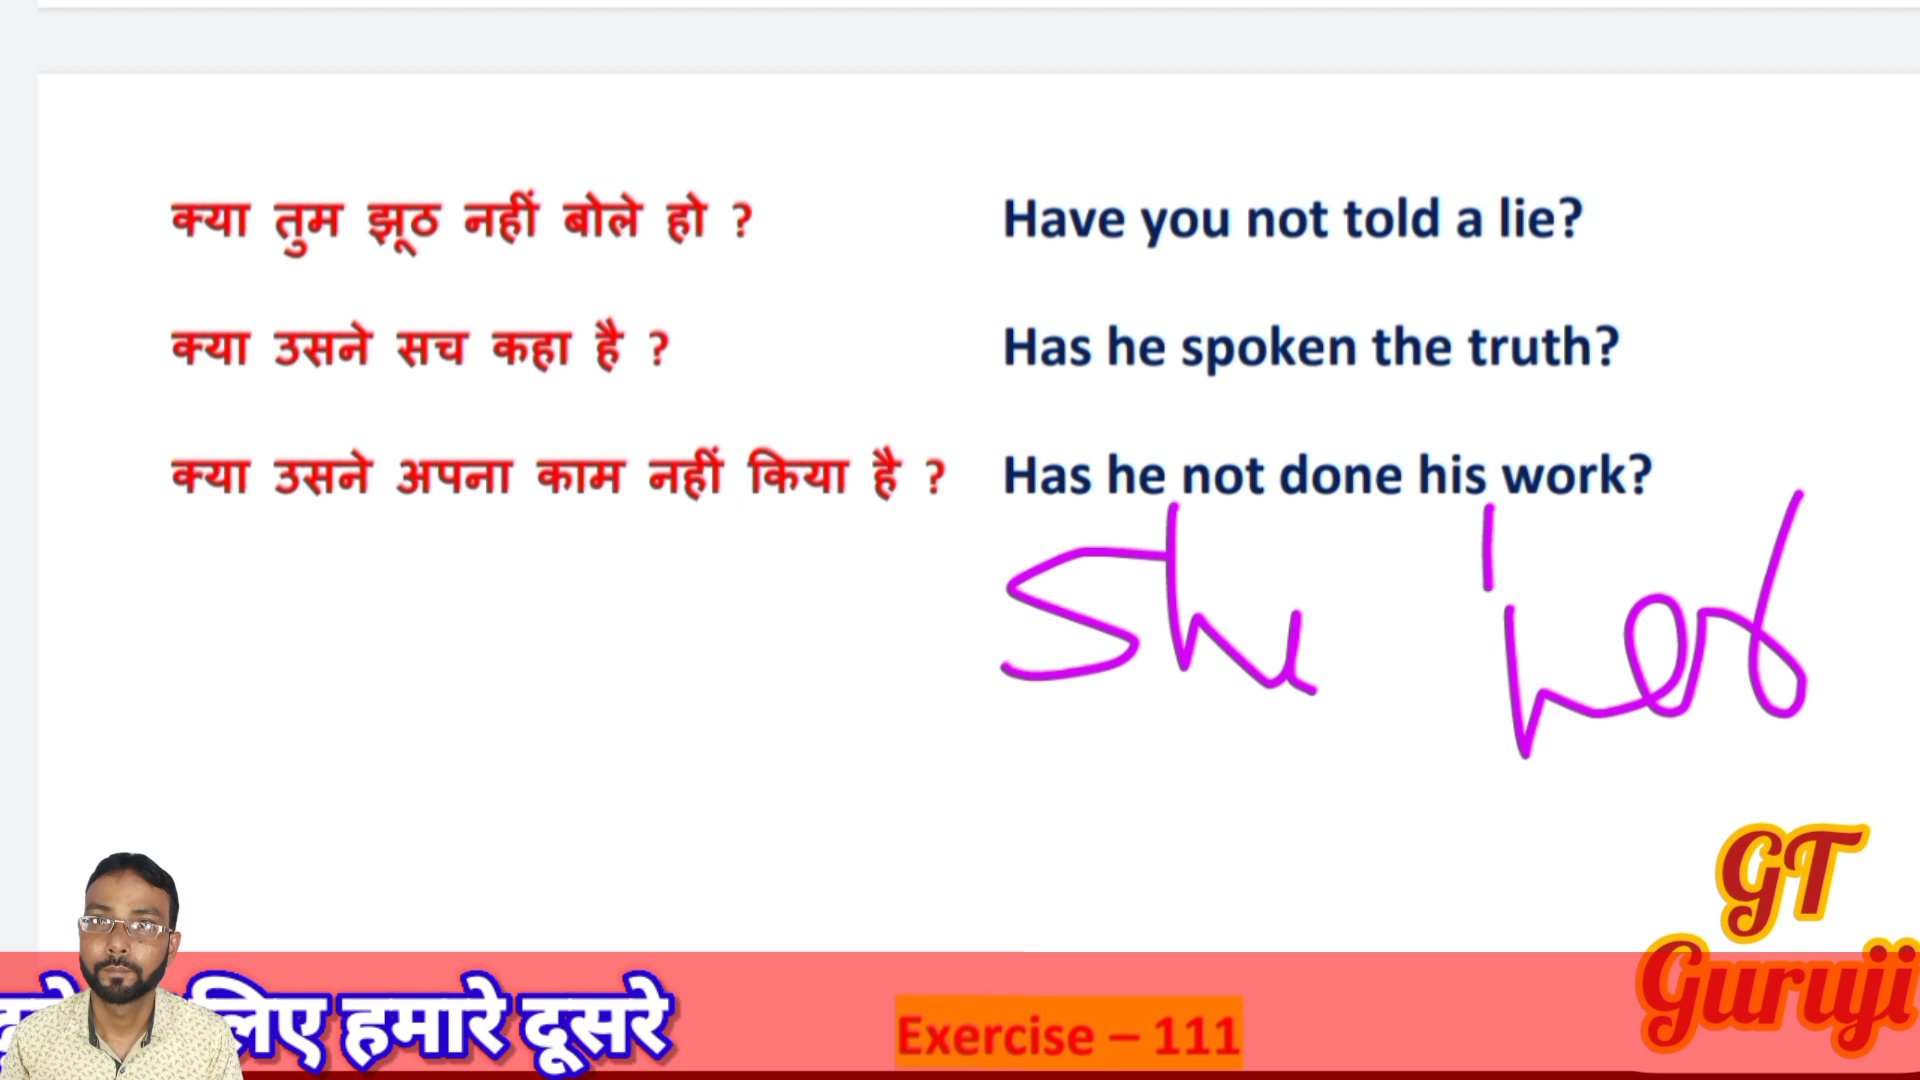 क्या तुम झूठ नहीं बोले हो ? Have you not told a lie?
क्या उसने सच कहा है ? Has he spoken the truth?
क्या उसने अपना काम नहीं किया है ? Has he not done his work?
She her
लिए हमारे दूसरे
Exercise – 111
GT
Guruji